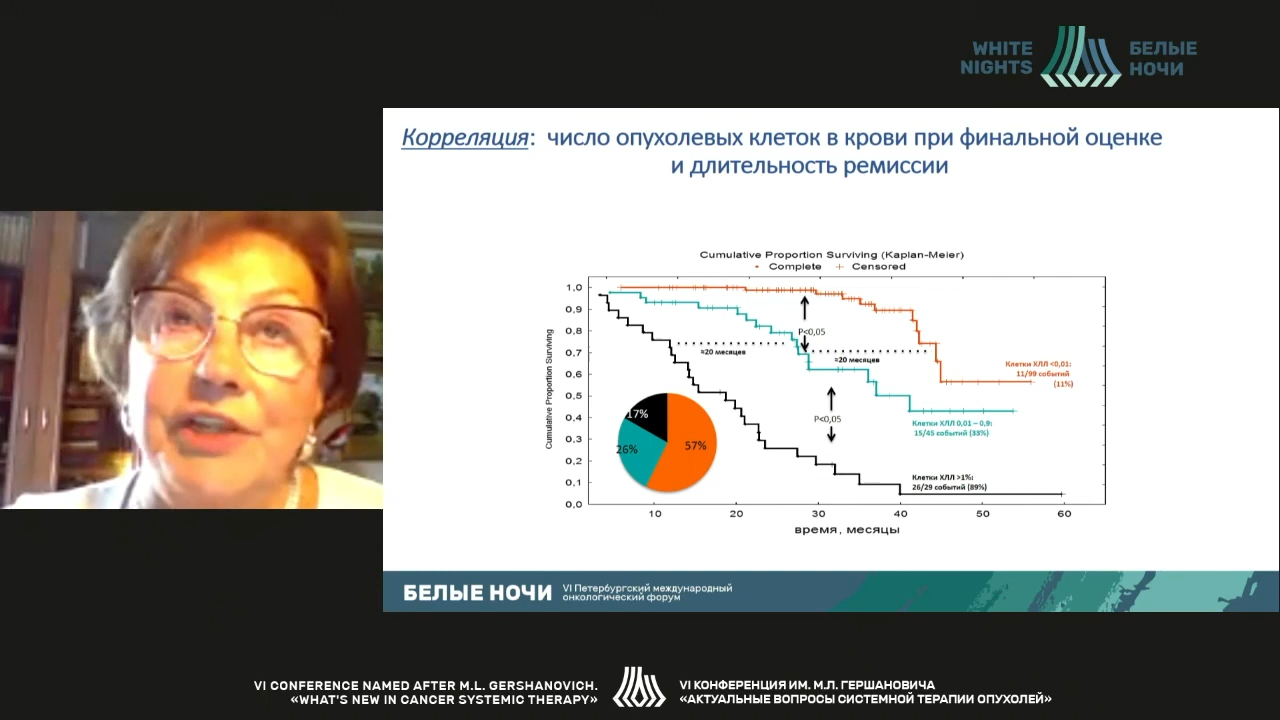 WHITE
NIGHTS
БЕЛЫЕ
НОЧИ
Корреляция: число опухолевых клеток в крови при финальной оценке
и длительность ремиссии
Cumulative Proportion Surviving (Kaplan-Meier)
Complete + Censored
Cumulative Proportion Surviving
1,0
0,9
0,8
0,7
0,6
0,5
0,4
0,3
0,2
0,1
0,0
P<0,05
≈20 месяцев
≈20 месяцев
P<0,05
Клетки ХЛЛ <0,01:
11/99 событий
(11%)
Клетки ХЛЛ 0,01 – 0,9:
15/45 событий (33%)
Клетки ХЛЛ >1%:
26/29 событий (89%)
17%
26%
57%
10 20 30 40 50 60
время, месяцы
БЕЛЫЕ НОЧИ
VI Петербургский международный
онкологический форум
VI CONFERENCE NAMED AFTER M.L. GERSHANOVICH.
«WHAT'S NEW IN CANCER SYSTEMIC THERAPY»
VI КОНФЕРЕНЦИЯ ИМ. М.Л. ГЕРШАНОВИЧА
«АКТУАЛЬНЫЕ ВОПРОСЫ СИСТЕМНОЙ ТЕРАПИИ ОПУХОЛЕЙ»